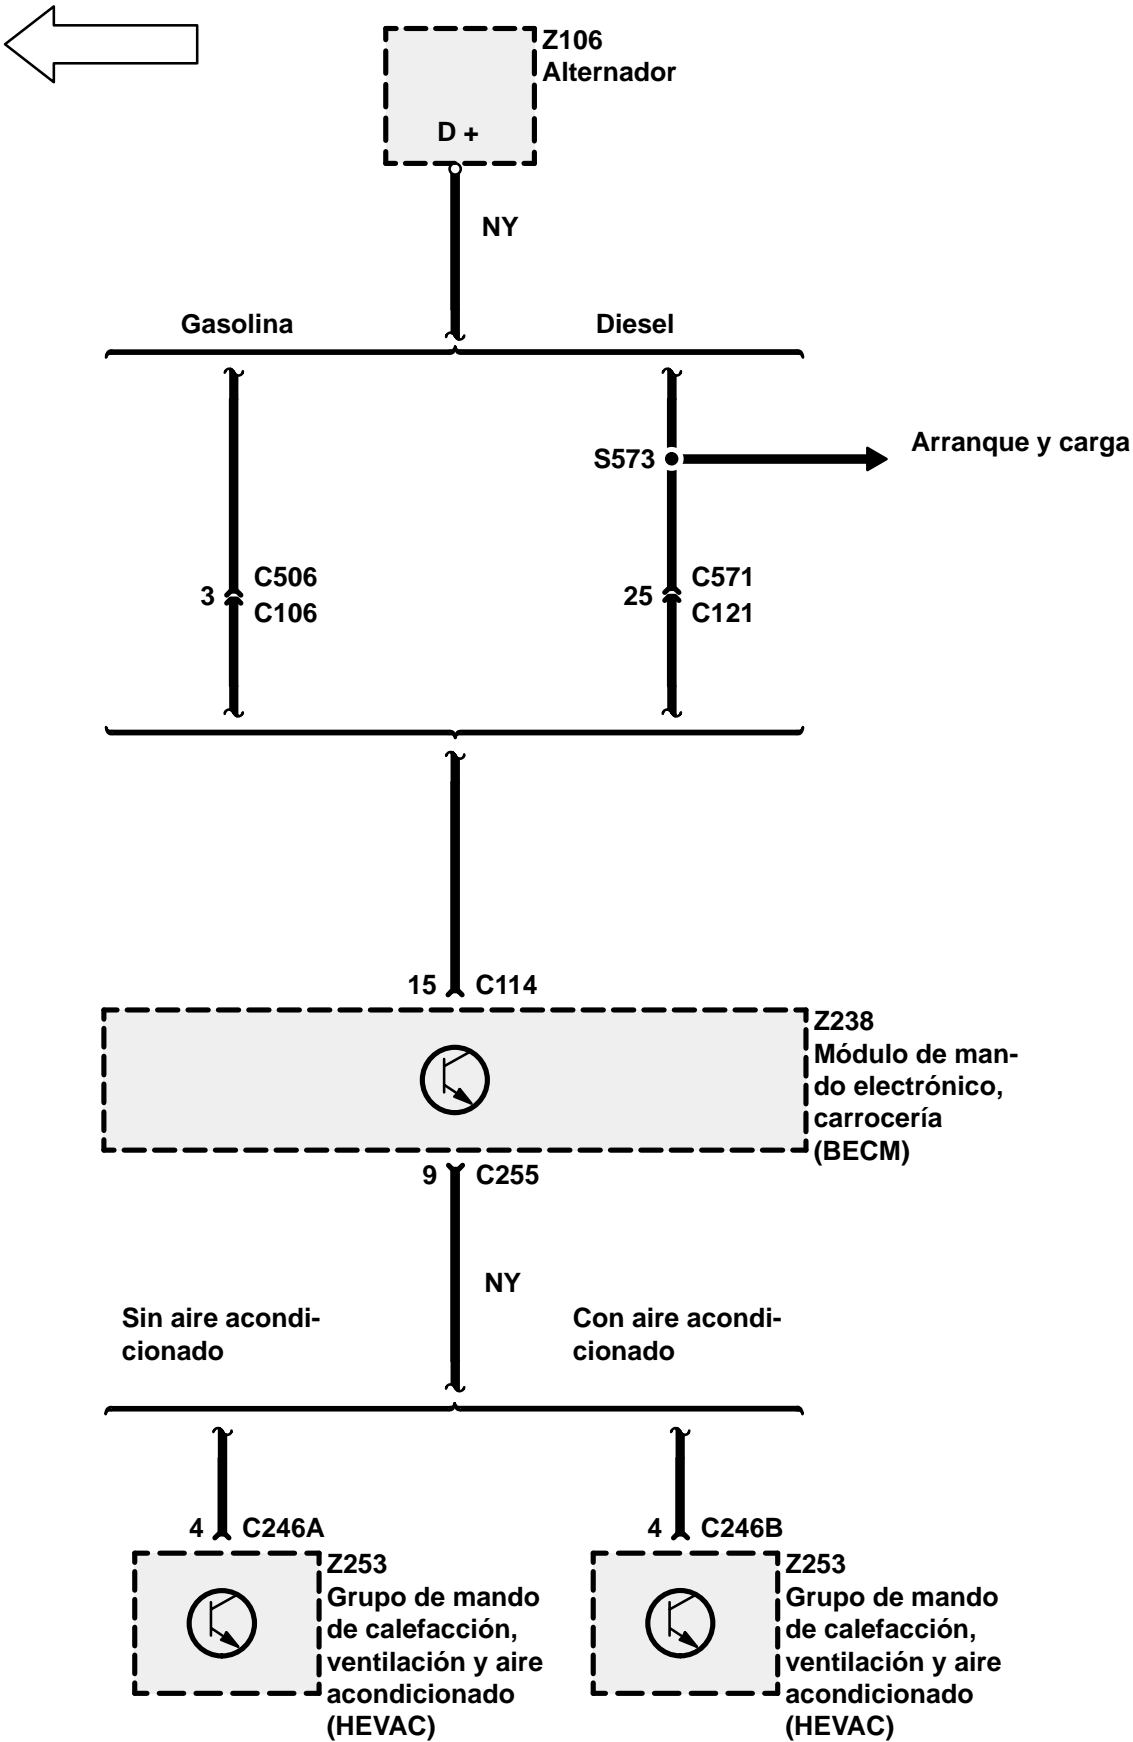 Z106
Alternador
D +
NY
Gasolina
Diesel
Arranque y carga
S573
3
C506
C106
25
C571
C121
15
C114
Z238
Módulo de man-
do electrónico,
carrocería
(BECM)
9
C255
NY
Sin aire acondi-
cionado
Con aire acondi-
cionado
4
C246A
4
C246B
Z253
Grupo de mando
de calefacción,
ventilación y aire
acondicionado
(HEVAC)
Z253
Grupo de mando
de calefacción,
ventilación y aire
acondicionado
(HEVAC)